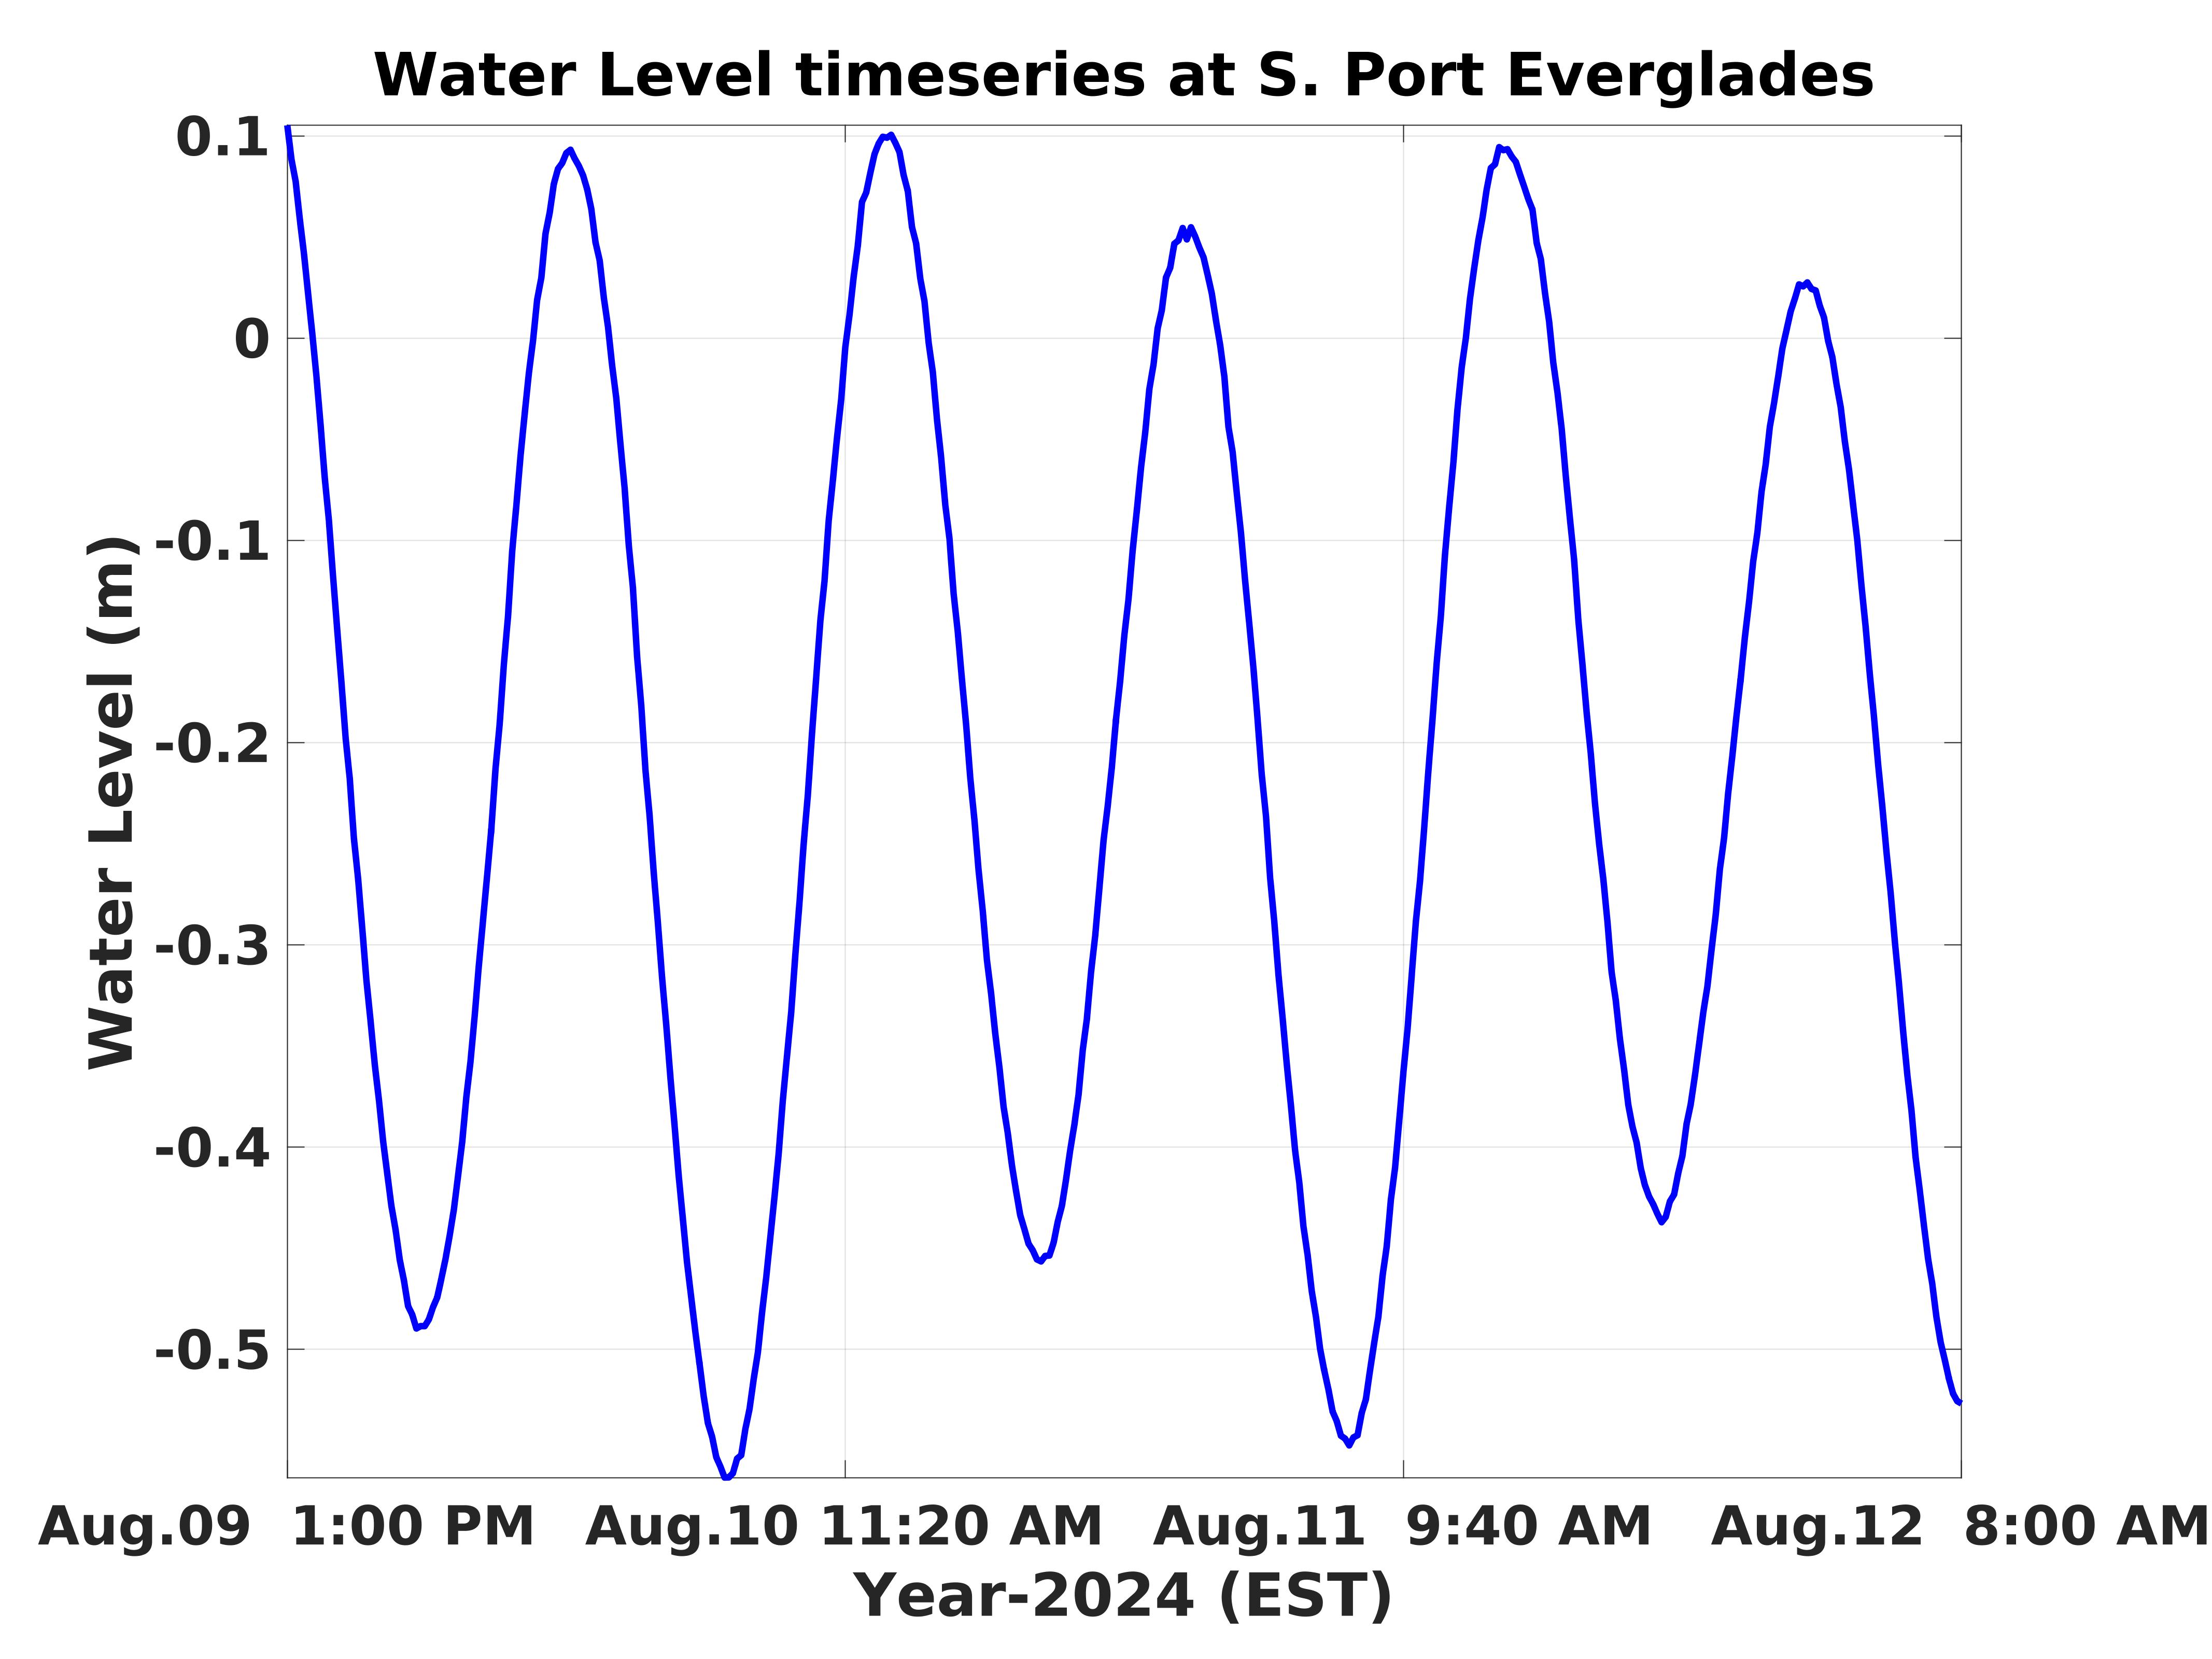 Water Level timeseries at S. Port Everglades
0.1
0
-0.1
-0.2
-0.3
-0.4
-0.5
Water Level (m)
Aug.09 1:00 PM Aug.10 11:20 AM Aug.11 9:40 AM Aug.12 8:00 AM
Year-2024 (EST)